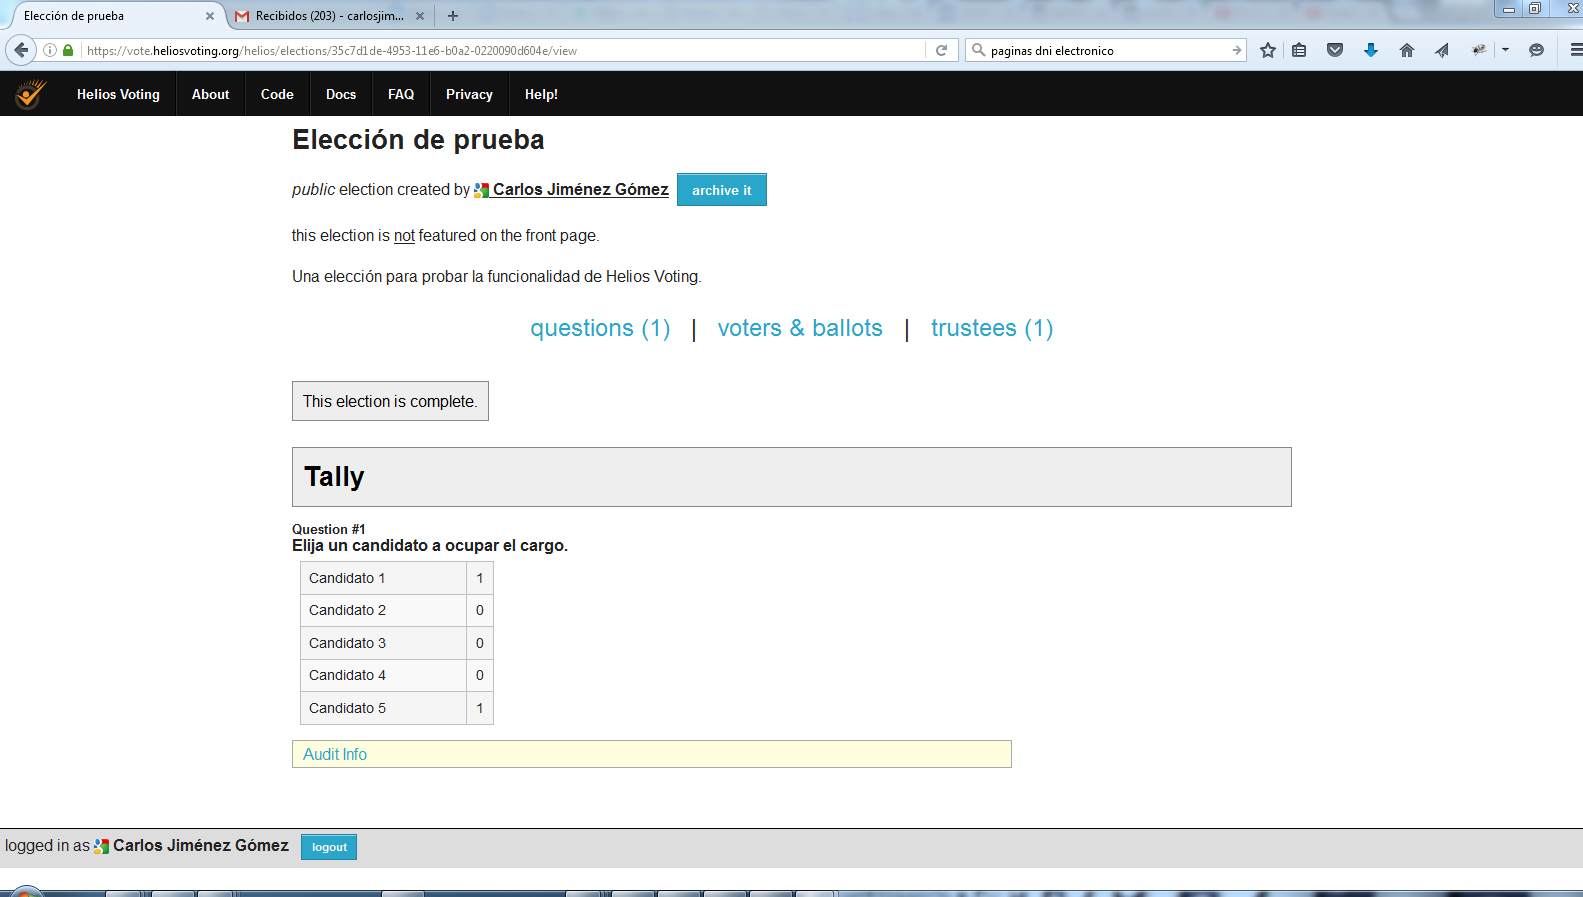 Elección de prueba
Recibidos (203) - carlosjim...
https://vote.heliosvoting.org/helios/elections/35c7d1de-4953-11e6-b0a2-0220090d604e/view
paginas dni electronico
Helios Voting About Code Docs FAQ Privacy Help!
Elección de prueba
public election created by Carlos Jiménez Gómez archive it
this election is not featured on the front page.
Una elección para probar la funcionalidad de Helios Voting.
questions (1) | voters & ballots | trustees (1)
This election is complete.
Tally
Question #1
Elija un candidato a ocupar el cargo.
Candidato 1 1
Candidato 2 0
Candidato 3 0
Candidato 4 0
Candidato 5 1
Audit Info
logged in as Carlos Jiménez Gómez logout